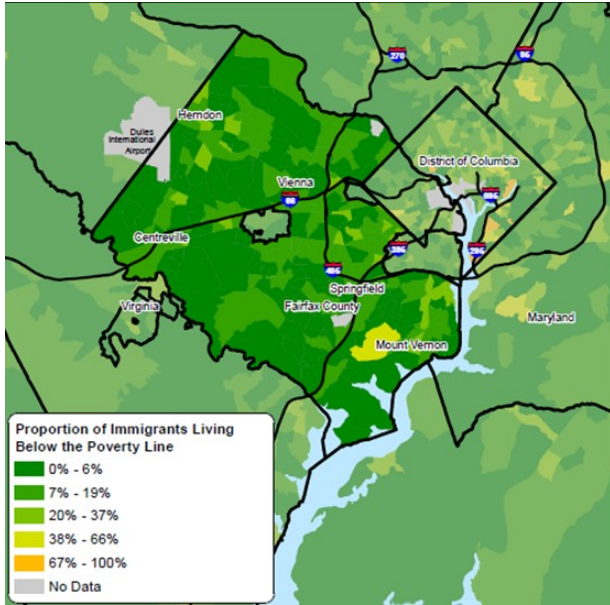 270
95
Herndon
Dulles
International
Airport
District of Columbia
Vienna
66
Centreville
395
295
495
Springfield
Fairfax County
Virginia
Maryland
Mount Vernon
Proportion of Immigrants Living
Below the Poverty Line
0% - 6%
7% - 19%
20% - 37%
38% - 66%
67% - 100%
No Data